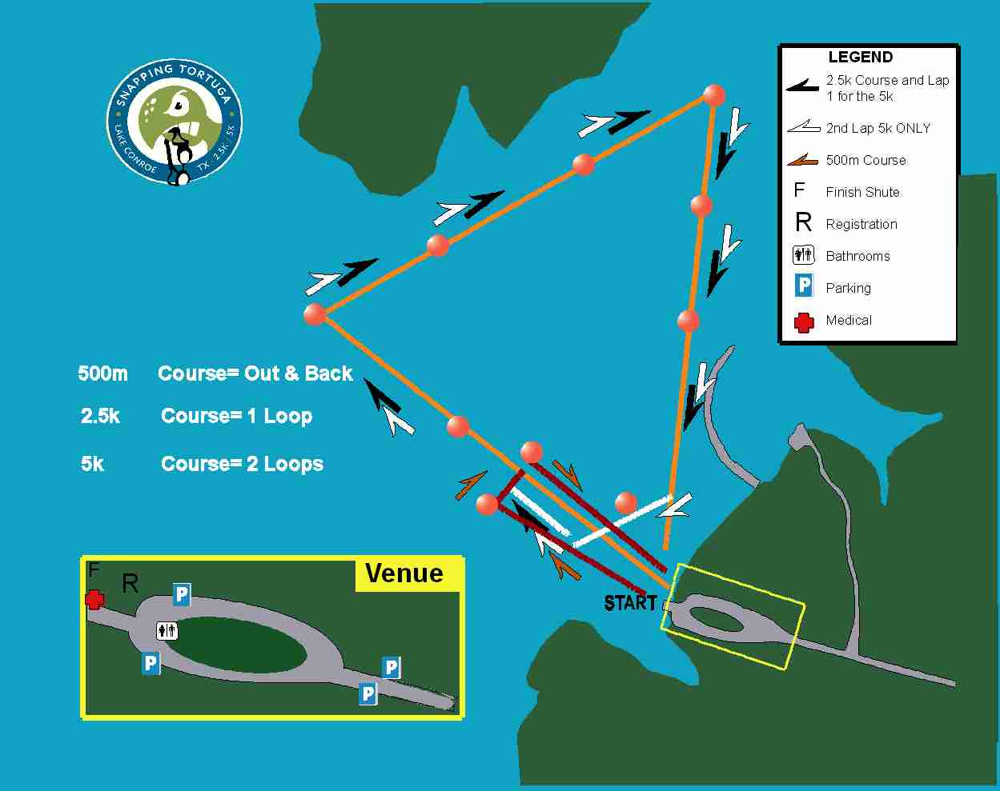 SNAPPING TORTUGA
LAKE CONROE
TX · 2.5K / 5K
LEGEND
2.5k Course and Lap
1 for the 5k
2nd Lap 5k ONLY
500m Course
F Finish Shute
R Registration
Bathrooms
P Parking
Medical
500m Course= Out & Back
2.5k Course= 1 Loop
5k Course= 2 Loops
START
Venue
F
R
P
P
P
P